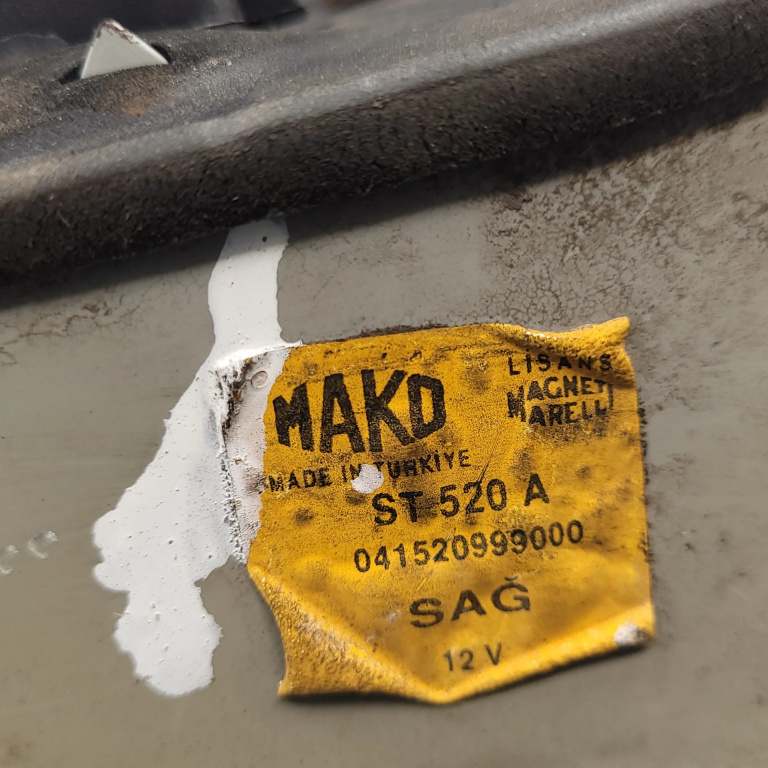 MAKO
LİSANS
MAGNETI
MARELLI
MADE IN TURKIYE
ST 520 A
041520999000
SAĞ
12 V